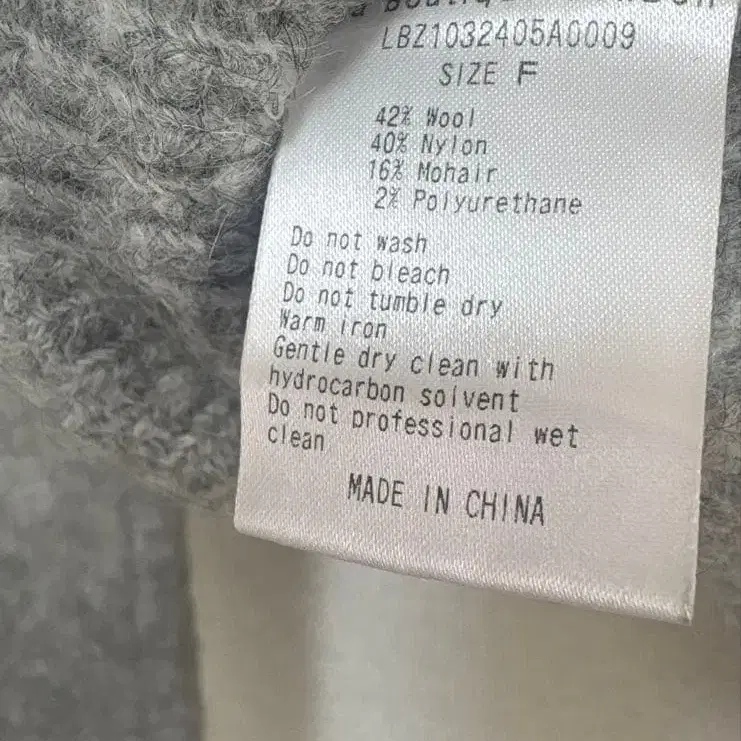 LBZ1032405A0009
SIZE F
42% Wool
40% Nylon
16% Mohair
2% Polyurethane
Do not wash
Do not bleach
Do not tumble dry
Warm iron
Gentle dry clean with
hydrocarbon solvent
Do not professional wet
clean
MADE IN CHINA